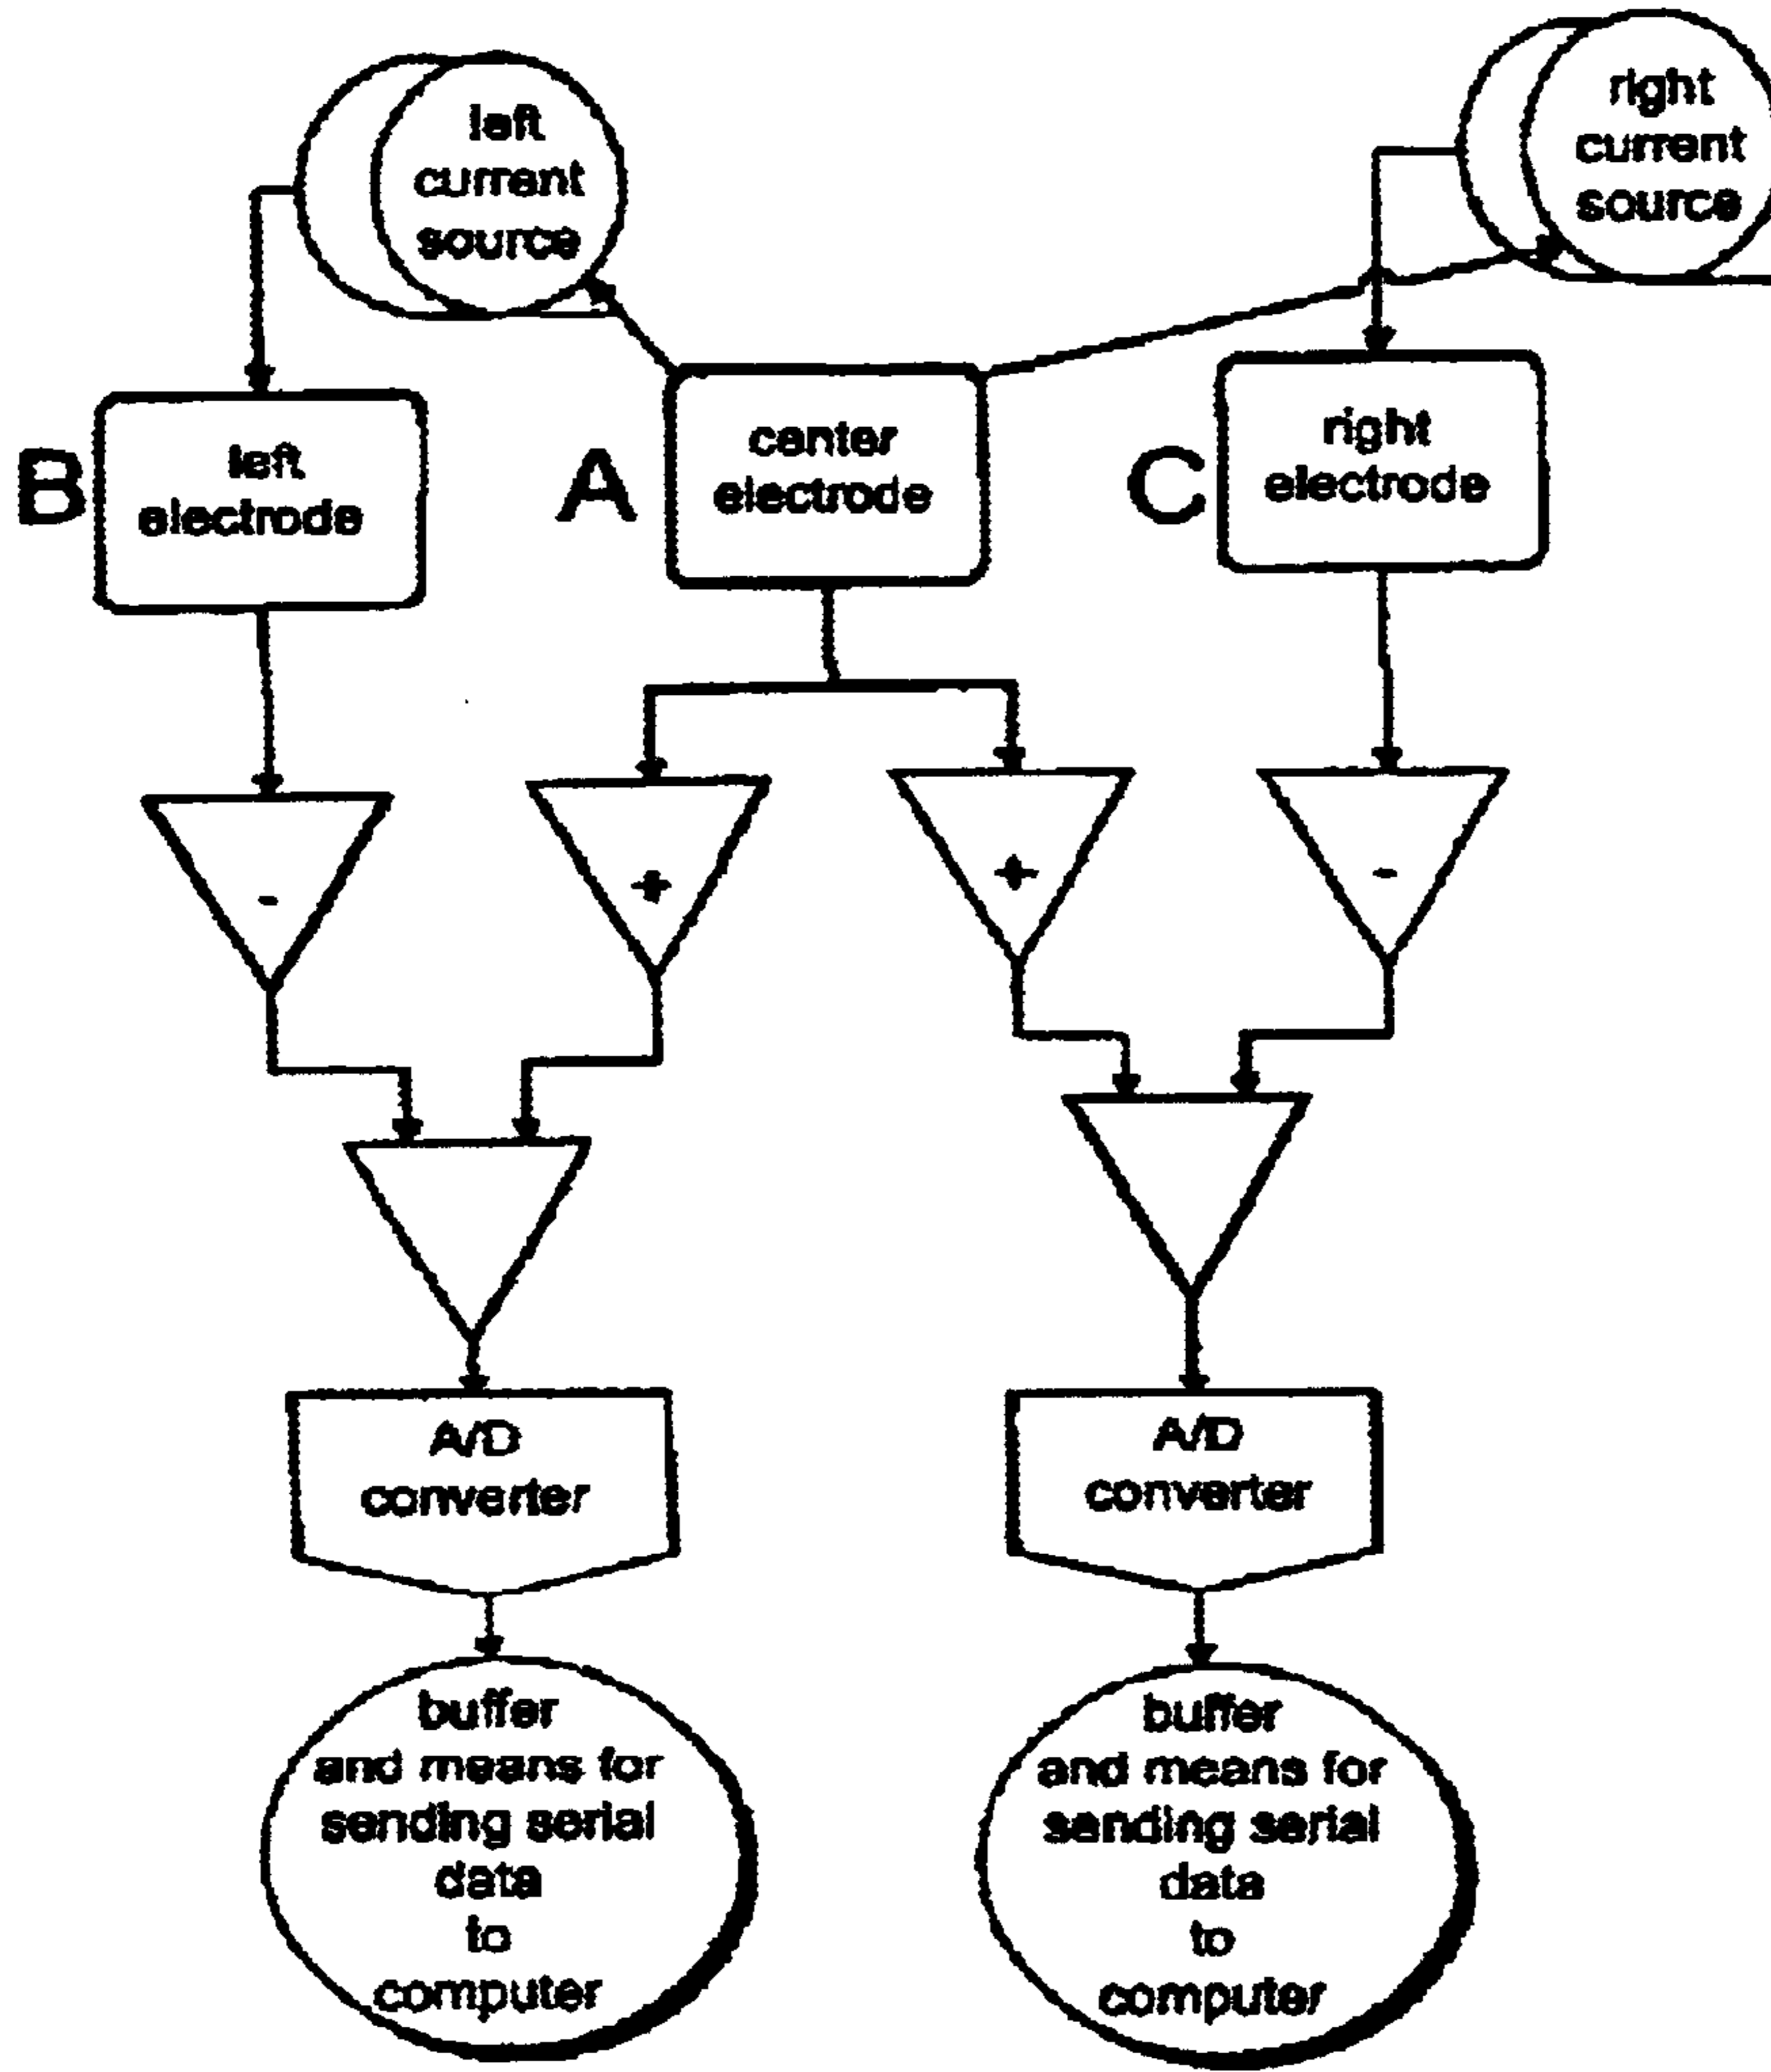 left
current
source
right
current
source
B
left
electrode
A
center
electrode
C
right
electrode
-
+
+
-
A/D
converter
A/D
converter
buffer
and means for
sending serial
data
to
computer
buffer
and means for
sending serial
data
to
computer